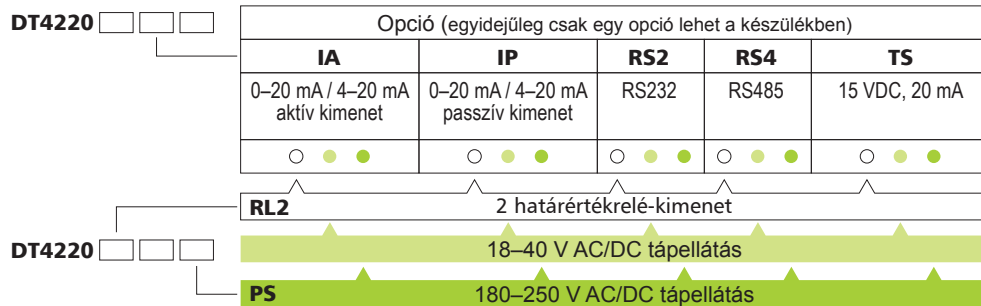 DT4220
Opció (egyidejűleg csak egy opció lehet a készülékben)
IA IP RS2 RS4 TS
0–20 mA / 4–20 mA 0–20 mA / 4–20 mA RS232 RS485 15 VDC, 20 mA
aktív kimenet passzív kimenet
RL2 2 határértékrelé-kimenet
DT4220 18–40 V AC/DC tápellátás
PS 180–250 V AC/DC tápellátás